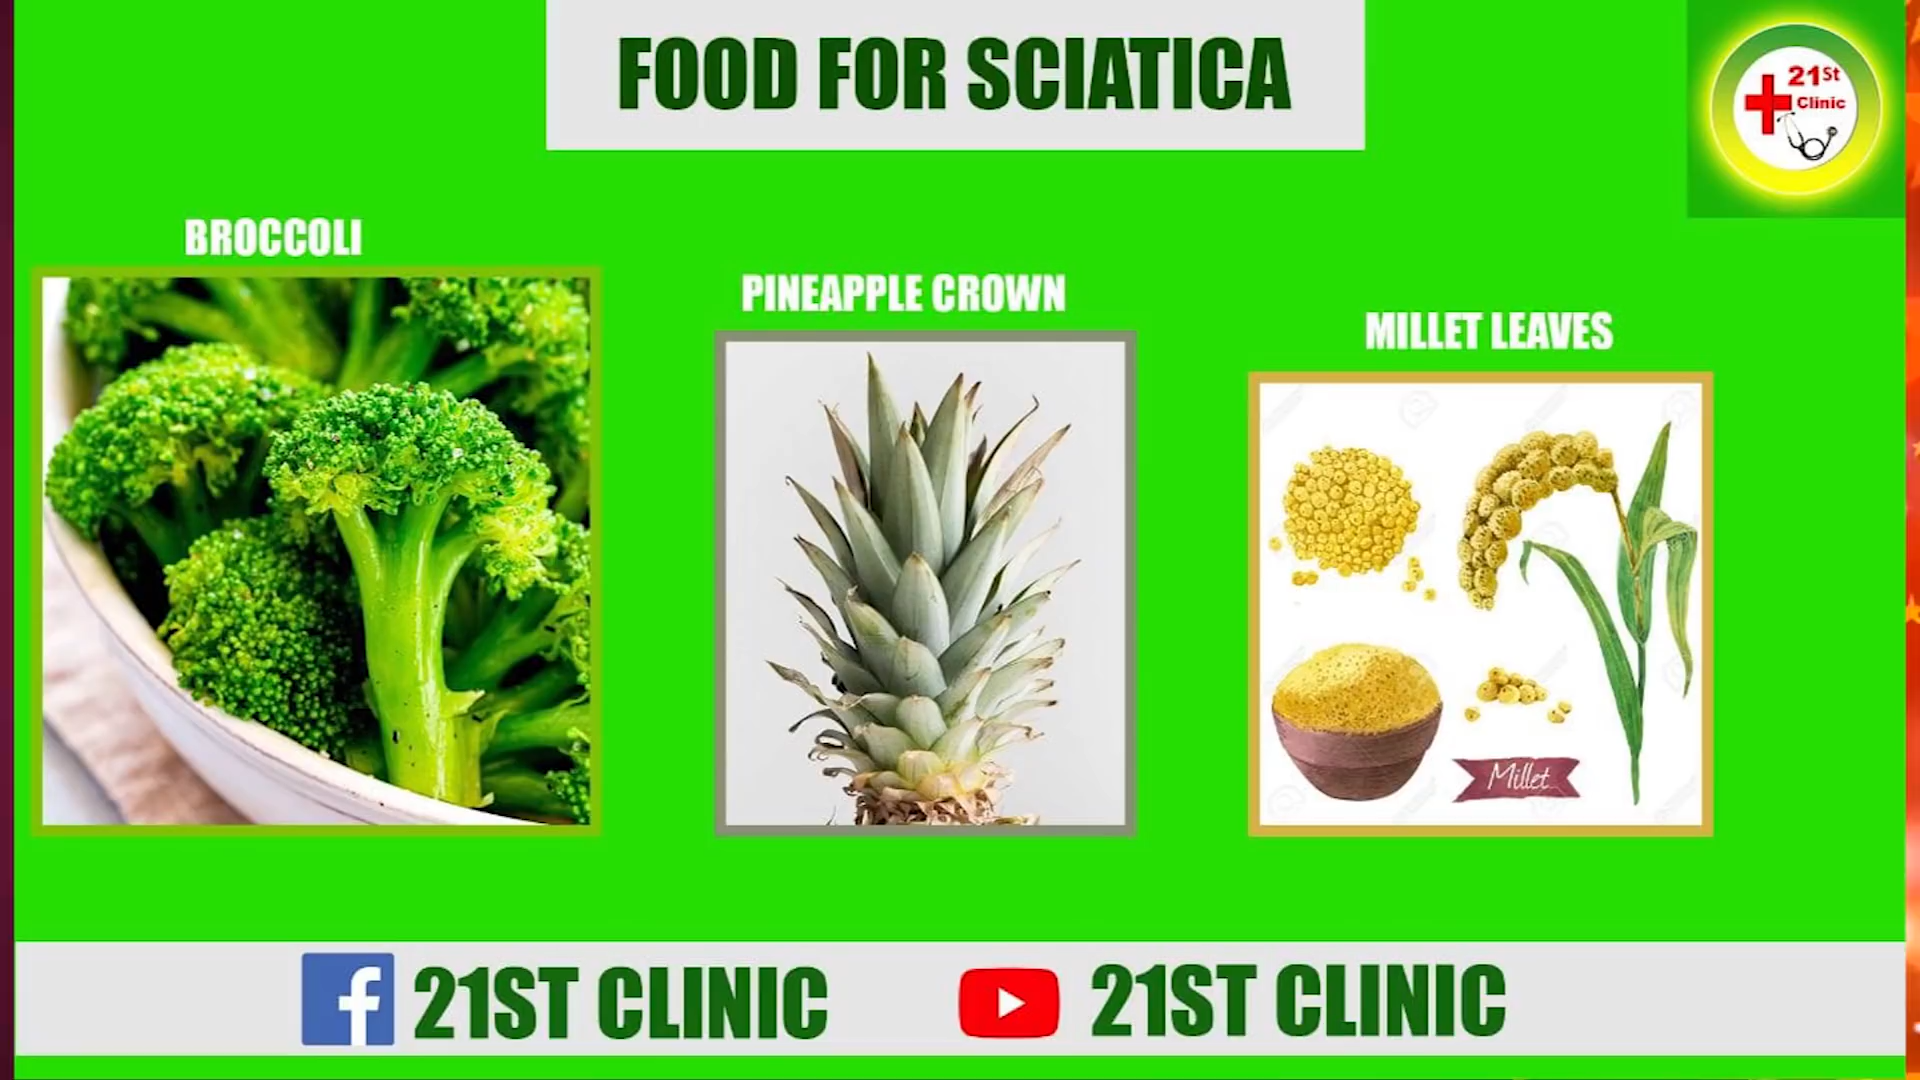 FOOD FOR SCIATICA
21St
Clinic
BROCCOLI
PINEAPPLE CROWN
MILLET LEAVES
Millet
21ST CLINIC
21ST CLINIC